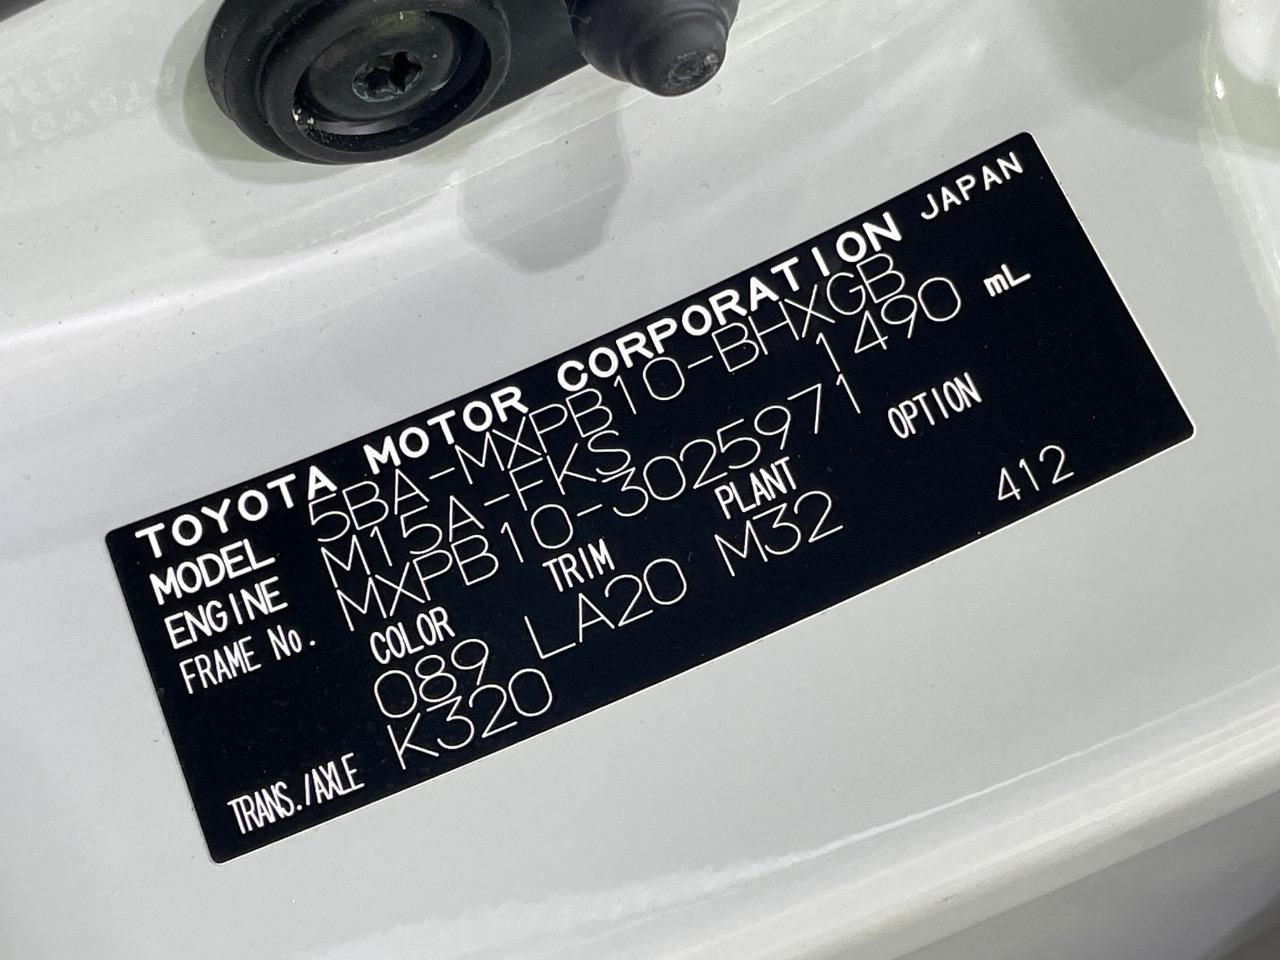 TOYOTA MOTOR CORPORATION JAPAN
MODEL 5BA-MXPB10-BHXGB
ENGINE M15A-FKS 1490 mL
FRAME No. MXPB10-3025971
COLOR TRIM PLANT OPTION
089 LA20 M32 412
TRANS./AXLE K320